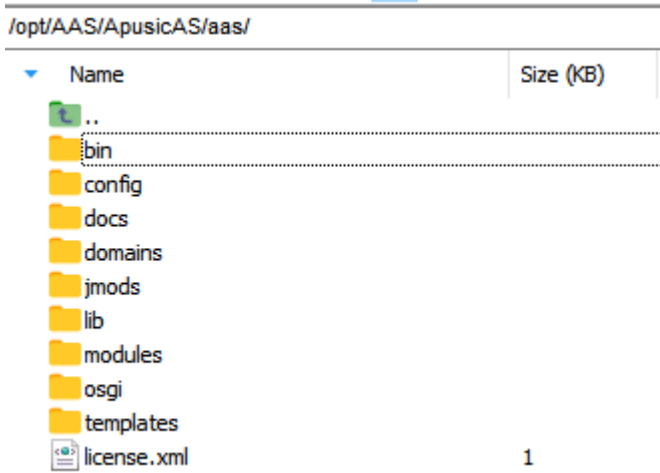 /opt/AAS/ApusicAS/aas/
Name Size (KB)
..
bin
config
docs
domains
jmods
lib
modules
osgi
templates
license.xml 1